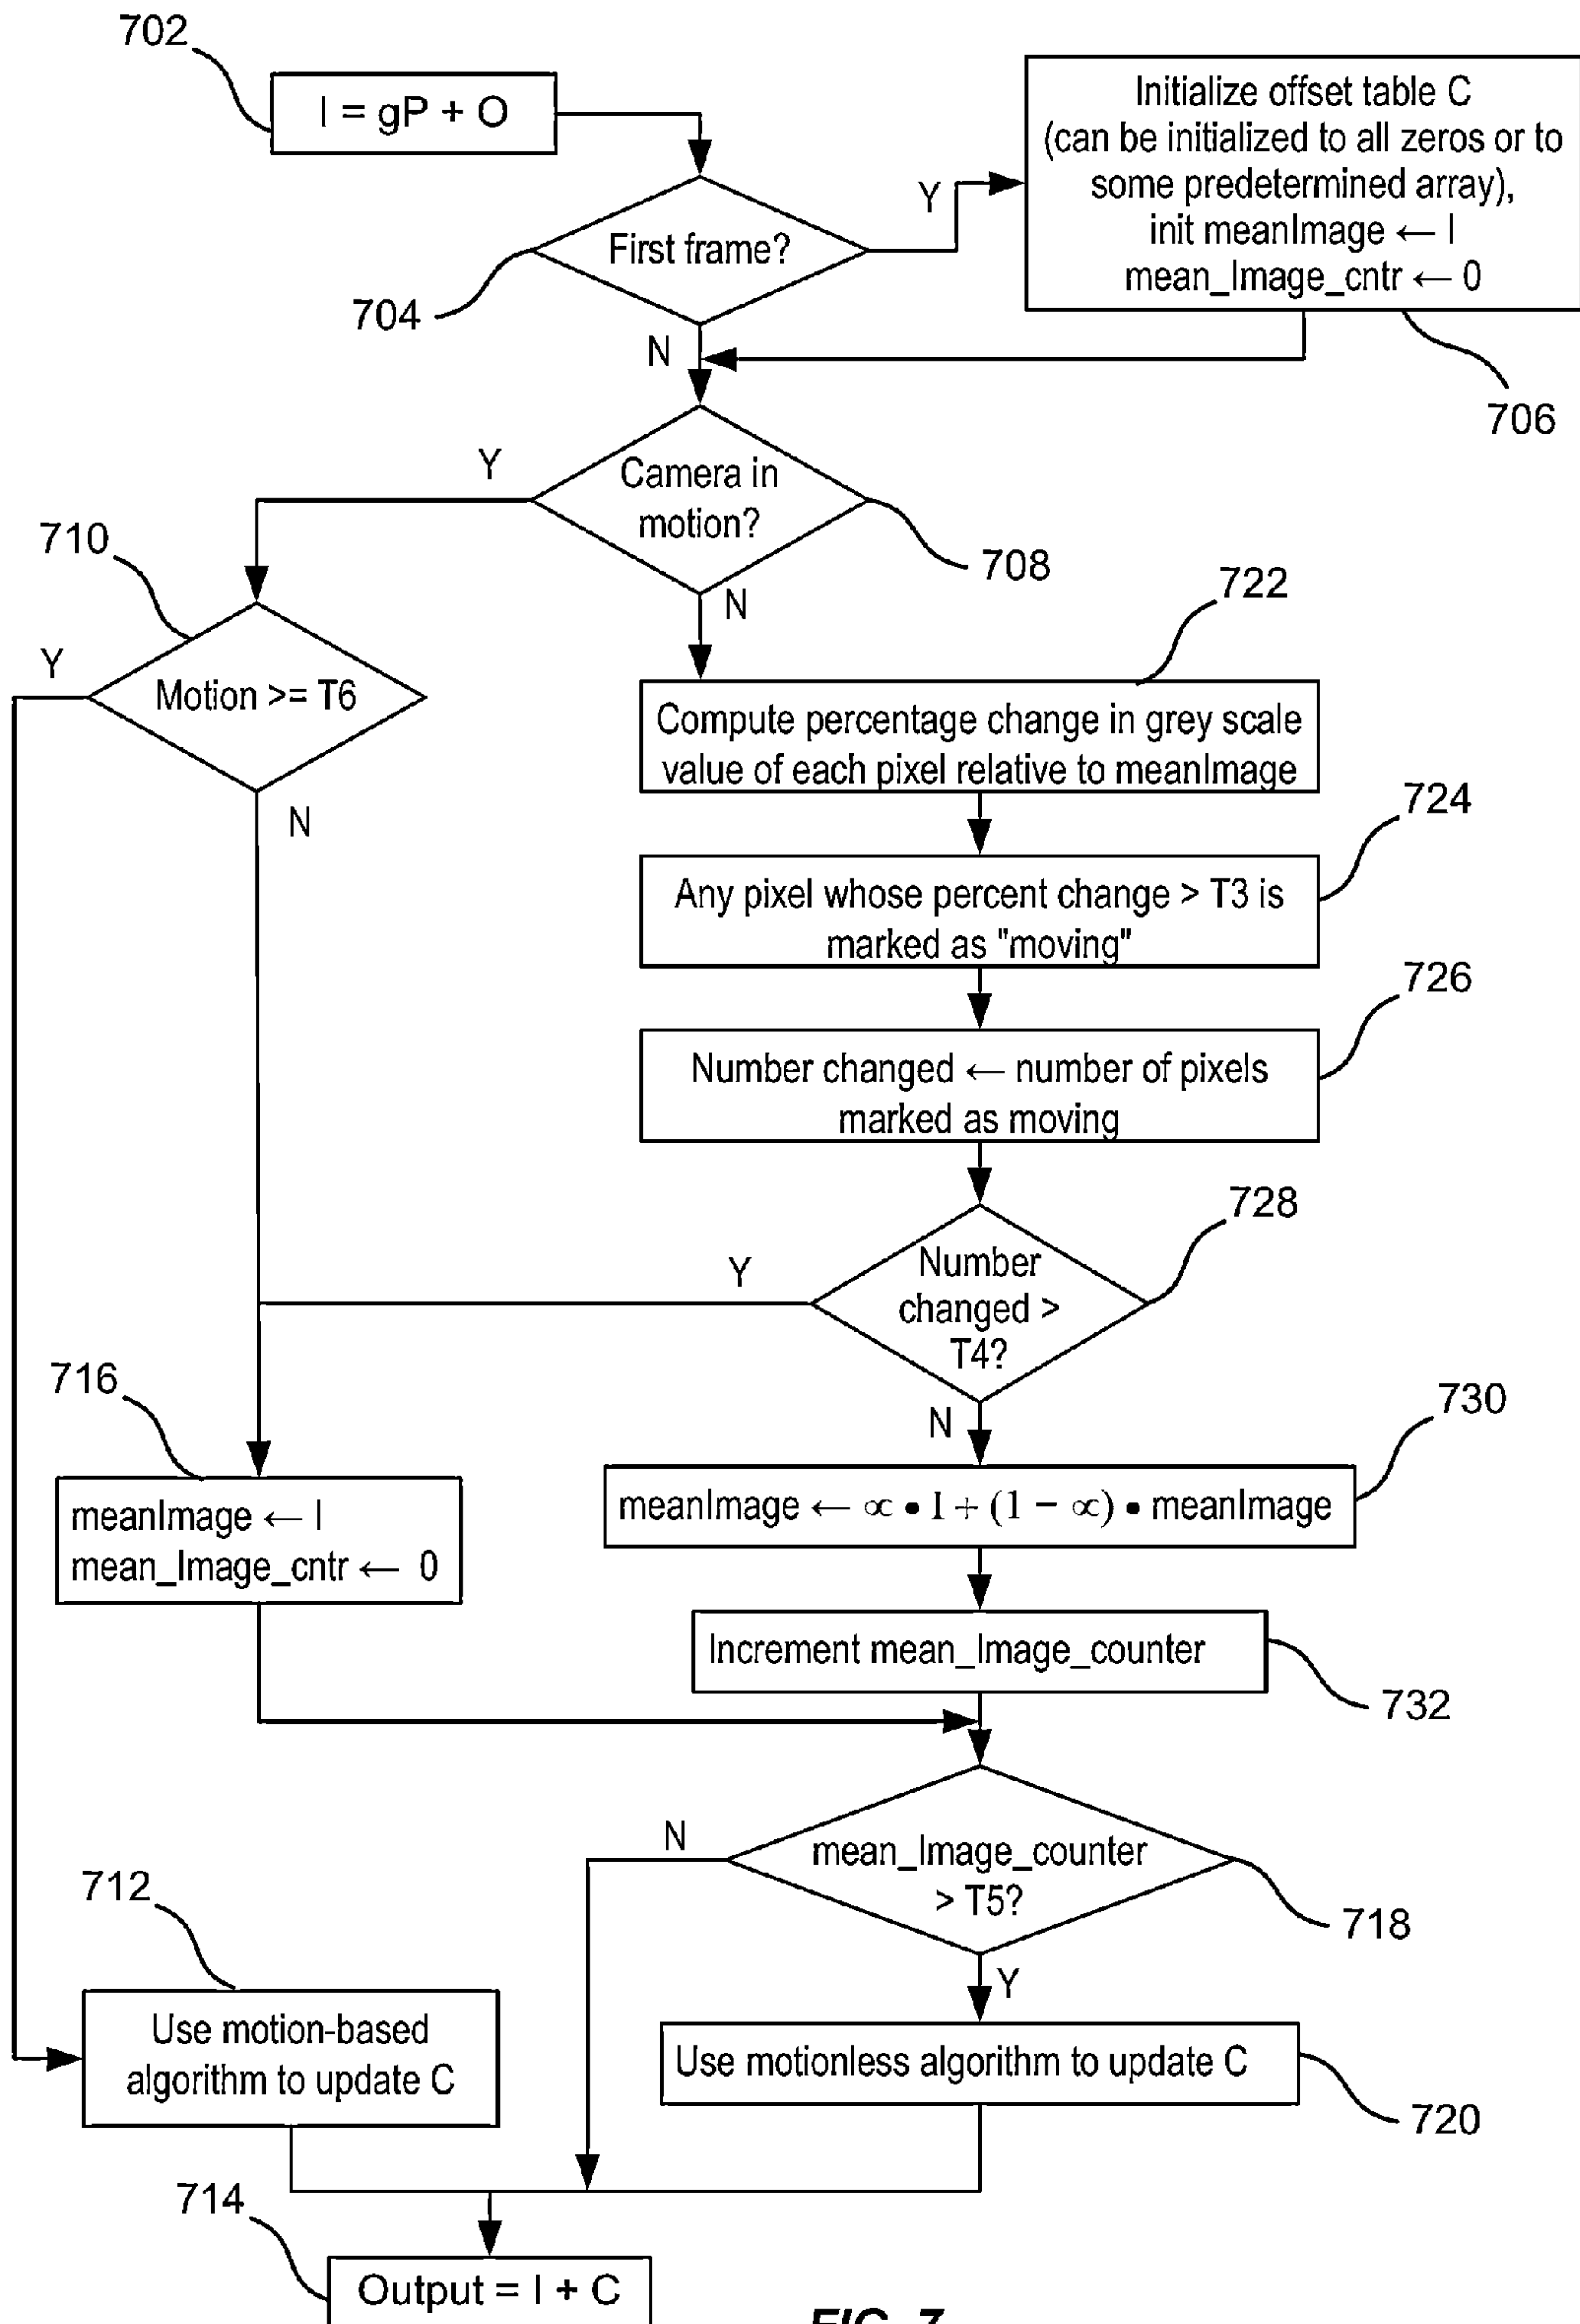 702
I = gP + O
Initialize offset table C
(can be initialized to all zeros or to
some predetermined array),
init meanImage ← I
mean_Image_cntr ← 0
Y
First frame?
704
N
706
Y
Camera in
motion?
708
710
N
722
Y
Motion >= T6
N
Compute percentage change in grey scale
value of each pixel relative to meanImage
724
Any pixel whose percent change > T3 is
marked as "moving"
726
Number changed ← number of pixels
marked as moving
728
Y
Number
changed >
T4?
716
N
730
meanImage ← I
mean_Image_cntr ← 0
meanImage ← ∝ • I + (1 − ∝) • meanImage
Increment mean_Image_counter
732
N
mean_Image_counter
> T5?
718
712
Y
Use motion-based
algorithm to update C
Use motionless algorithm to update C
720
714
Output = I + C
FIG. 7